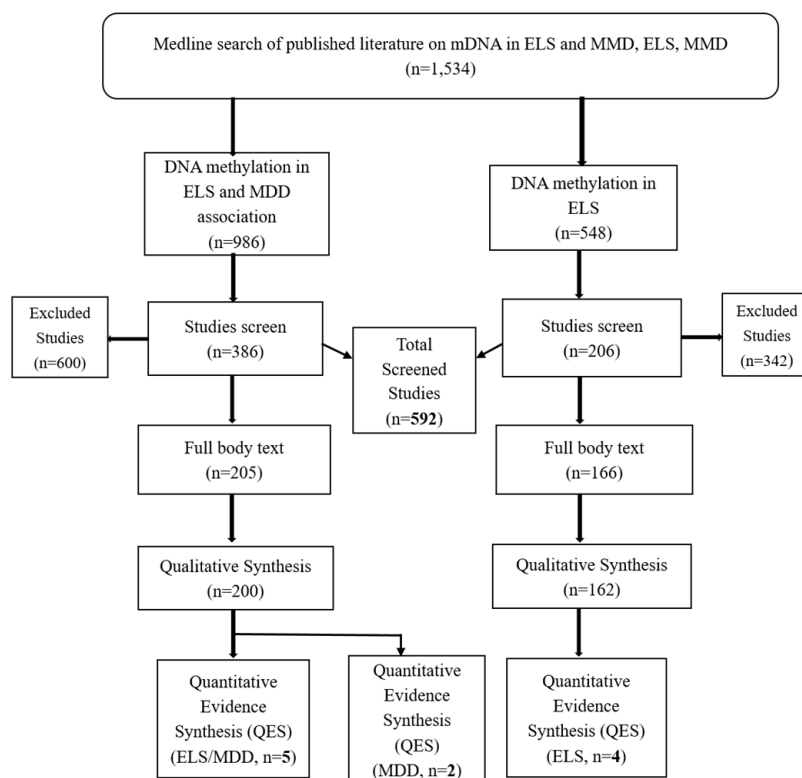 Medline search of published literature on mDNA in ELS and MMD, ELS, MMD
(n=1,534)
DNA methylation in
ELS and MDD
association
(n=986)
DNA methylation in
ELS
(n=548)
Excluded
Studies
(n=600)
Studies screen
(n=386)
Total
Screened
Studies
(n=592)
Studies screen
(n=206)
Excluded
Studies
(n=342)
Full body text
(n=205)
Full body text
(n=166)
Qualitative Synthesis
(n=200)
Qualitative Synthesis
(n=162)
Quantitative
Evidence
Synthesis (QES)
(ELS/MDD, n=5)
Quantitative
Evidence
Synthesis
(QES)
(MDD, n=2)
Quantitative
Evidence
Synthesis (QES)
(ELS, n=4)